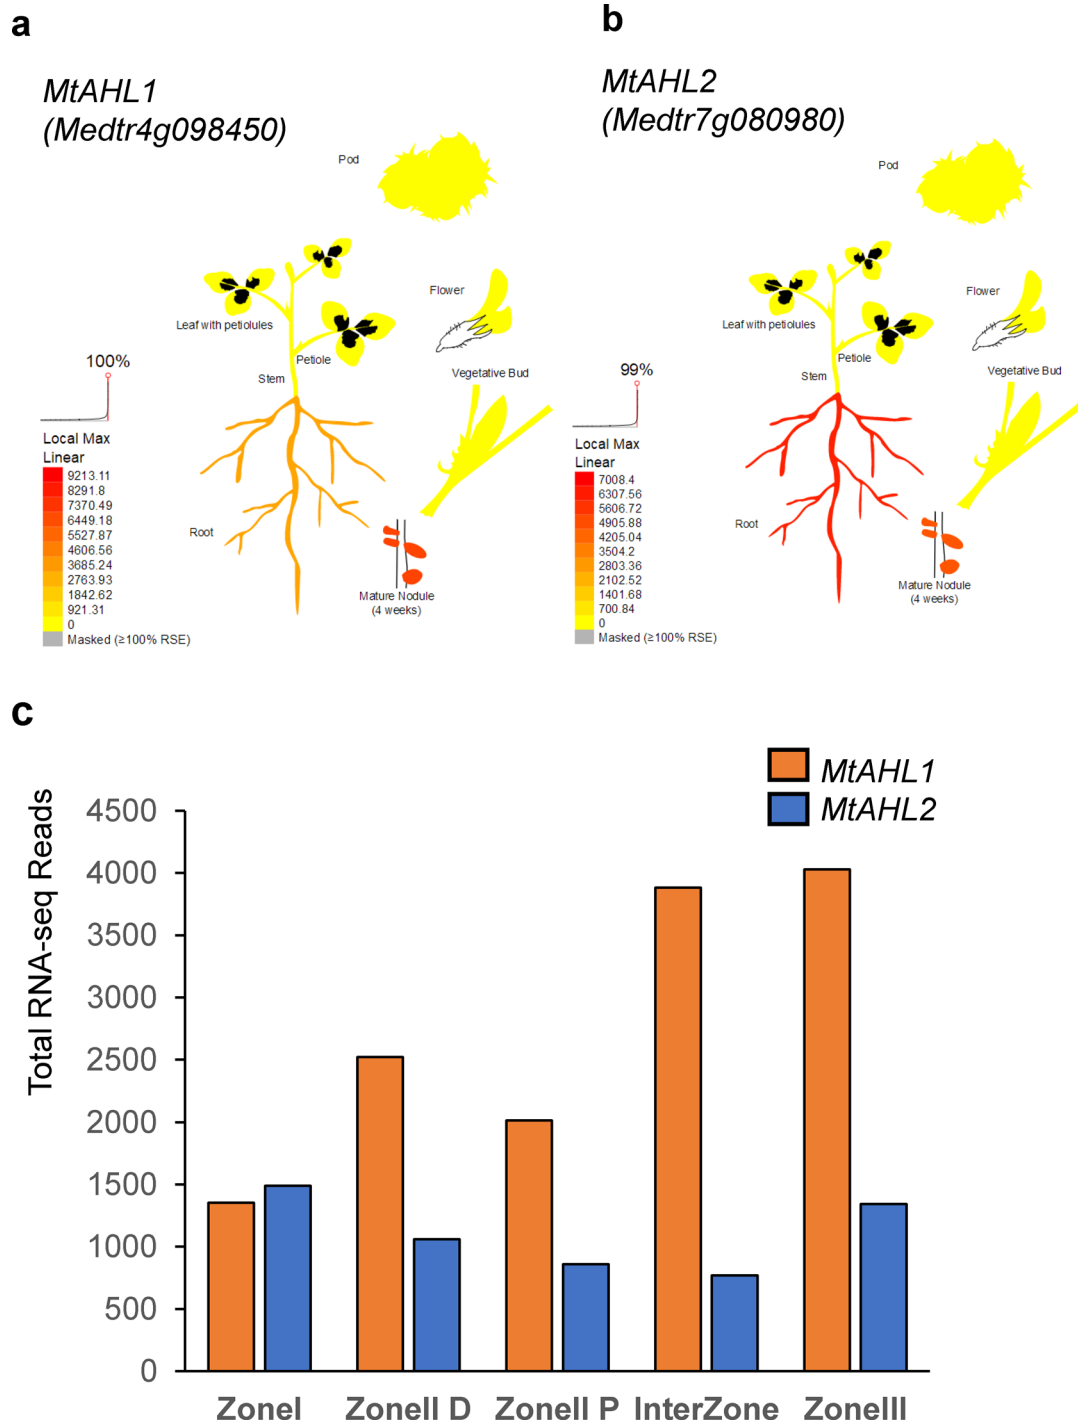 a
MtAHL1
(Medtr4g098450)
Pod
Leaf with petiolules
Flower
Petiole
Stem
Vegetative Bud
100%
Local Max
Linear
9213.11
8291.8
7370.49
6449.18
5527.87
4606.56
3685.24
2763.93
1842.62
921.31
0
Masked (≥100% RSE)
Root
Mature Nodule
(4 weeks)
b
MtAHL2
(Medtr7g080980)
Pod
Leaf with petiolules
Flower
Petiole
Stem
Vegetative Bud
99%
Local Max
Linear
7008.4
6307.56
5606.72
4905.88
4205.04
3504.2
2803.36
2102.52
1401.68
700.84
0
Masked (≥100% RSE)
Root
Mature Nodule
(4 weeks)
c
MtAHL1
MtAHL2
Total RNA-seq Reads
4500
4000
3500
3000
2500
2000
1500
1000
500
0
ZoneI
ZoneII D
ZoneII P
InterZone
ZoneIII